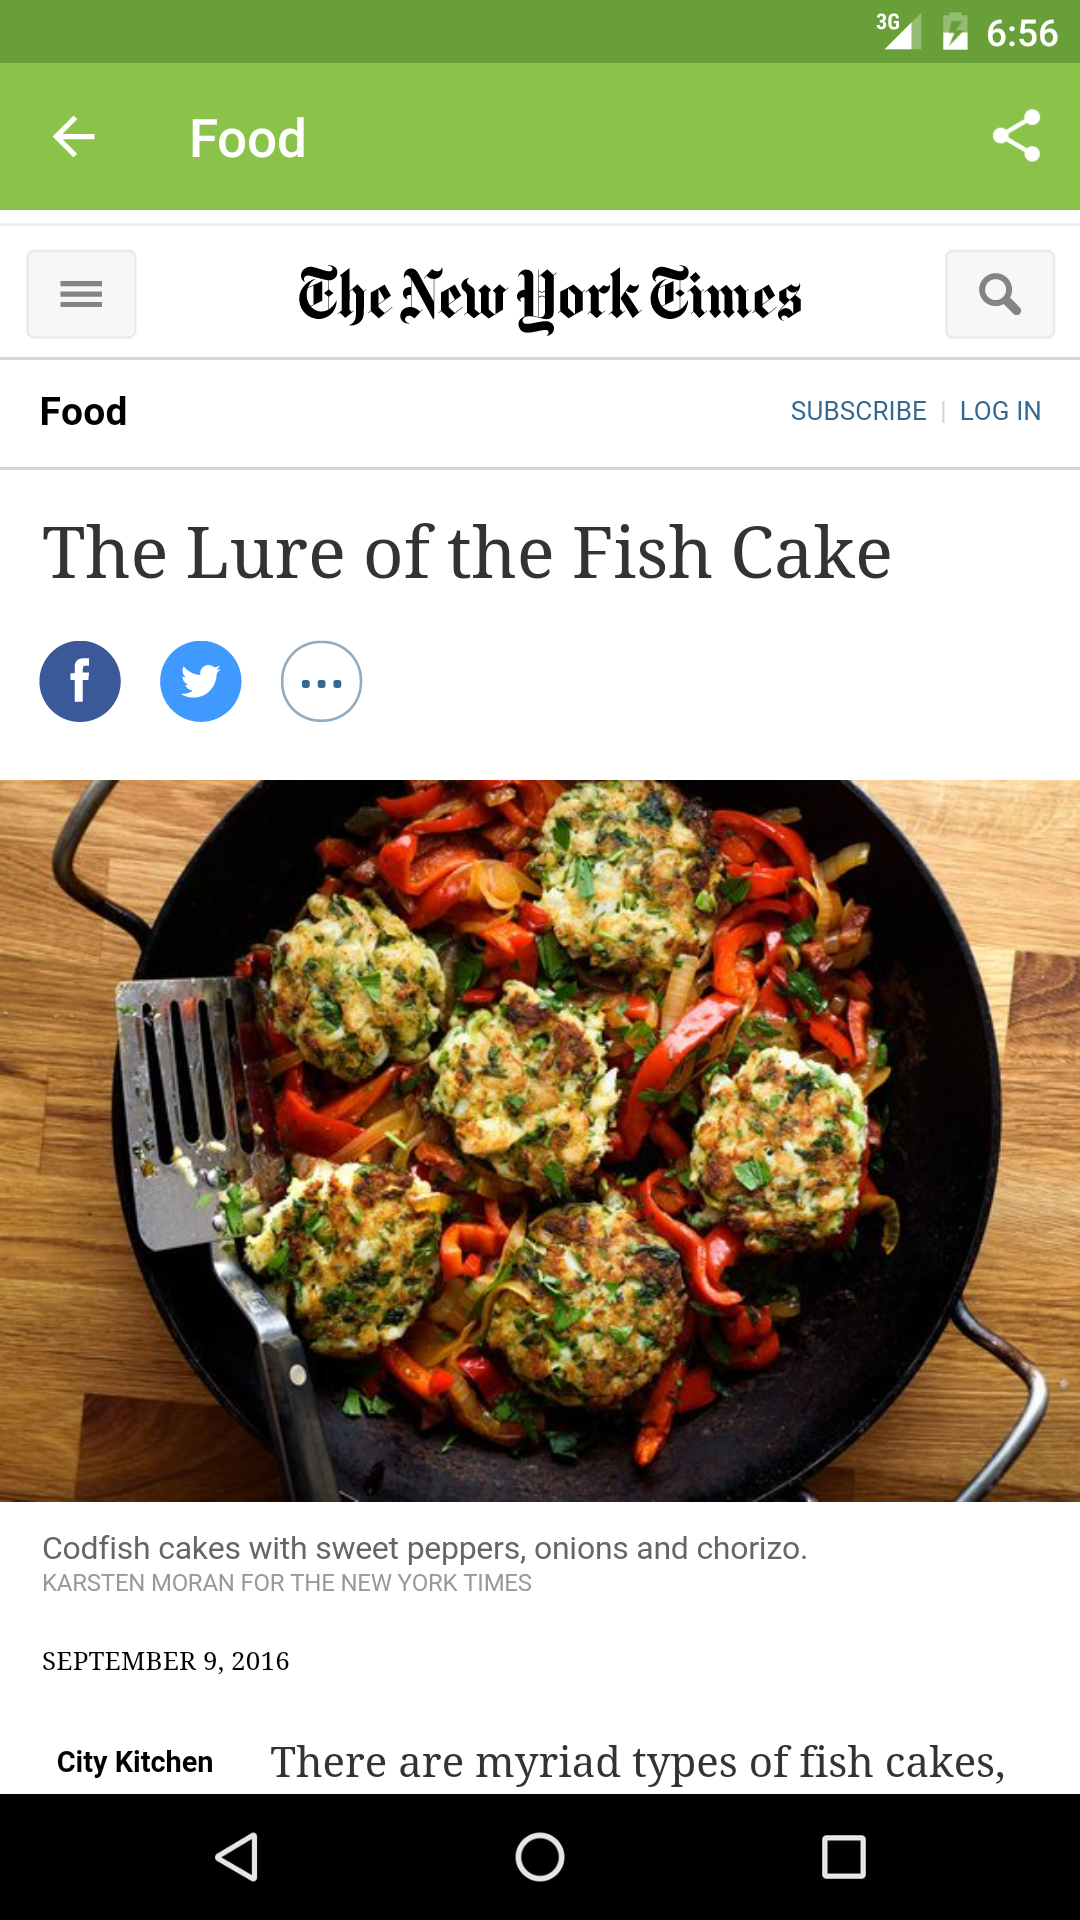 3G 6:56
Food
The New York Times
Food SUBSCRIBE | LOG IN
The Lure of the Fish Cake
Codfish cakes with sweet peppers, onions and chorizo.
KARSTEN MORAN FOR THE NEW YORK TIMES
SEPTEMBER 9, 2016
City Kitchen There are myriad types of fish cakes,